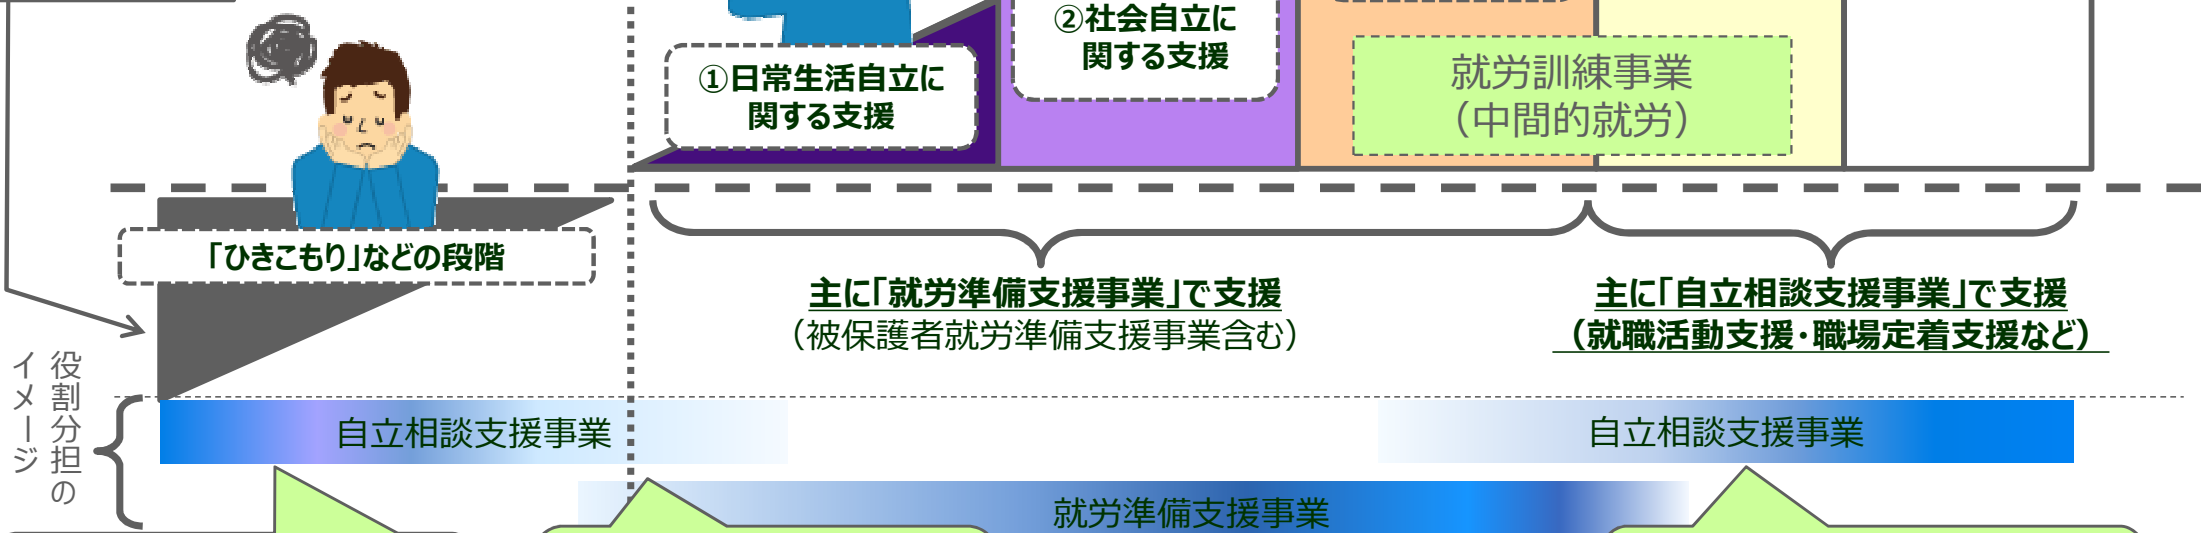 ②社会自立に
関する支援
①日常生活自立に
関する支援
就労訓練事業
（中間的就労）
「ひきこもり」などの段階
主に「就労準備支援事業」で支援
（被保護者就労準備支援事業含む）
主に「自立相談支援事業」で支援
（就職活動支援・職場定着支援など）
役割分担の
イメージ
自立相談支援事業
自立相談支援事業
就労準備支援事業